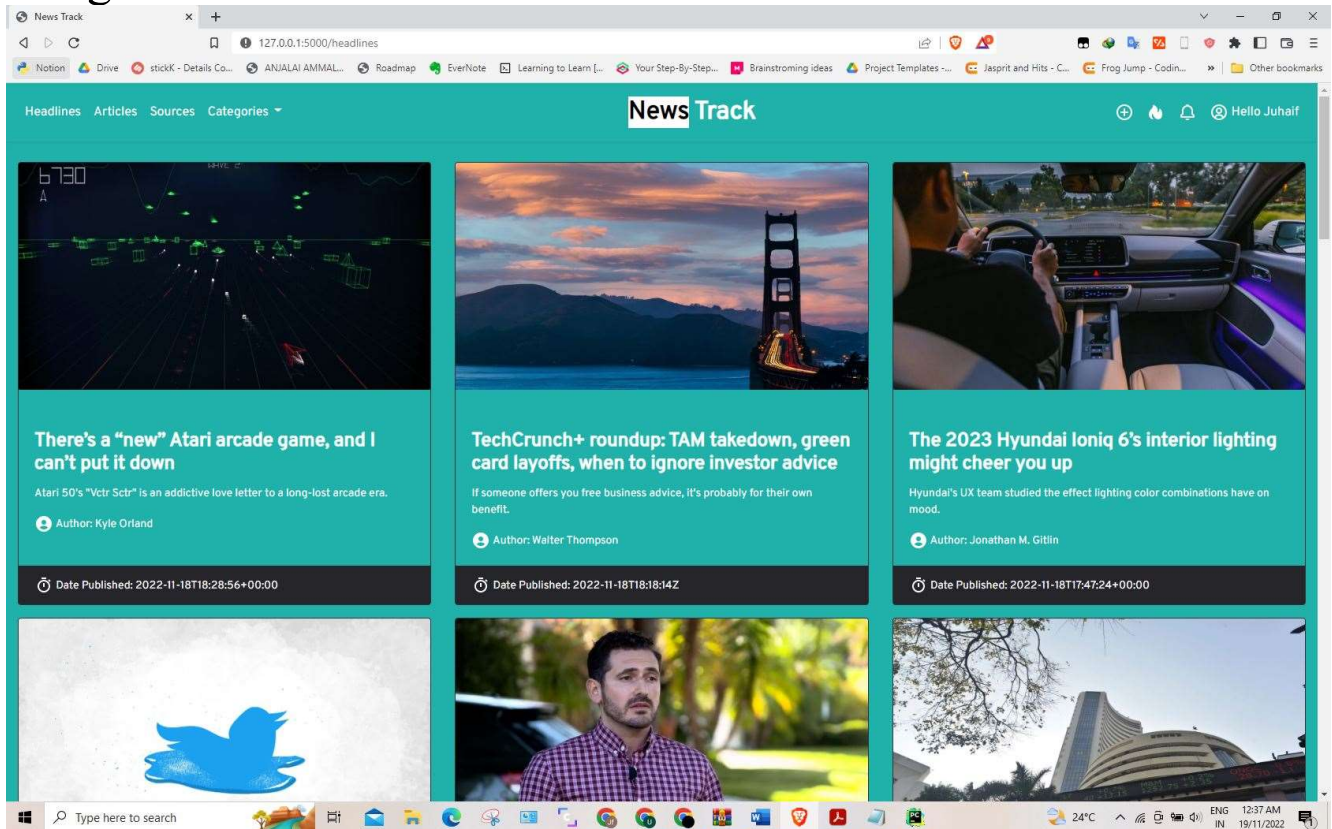 News Track
127.0.0.1:5000/headlines
Notion Drive stickK - Details Co... ANJALAI AMMAL... Roadmap EverNote Learning to Learn [... Your Step-By-Step... Brainstroming ideas Project Templates -... Jasprit and Hits - C... Frog Jump - Codin... » Other bookmarks
Headlines Articles Sources Categories
News Track
Hello Juhaif
6730
WAVE 2
A
There's a “new” Atari arcade game, and I
can't put it down
Atari 50's "Vctr Sctr" is an addictive love letter to a long-lost arcade era.
Author: Kyle Orland
Date Published: 2022-11-18T18:28:56+00:00
TechCrunch+ roundup: TAM takedown, green
card layoffs, when to ignore investor advice
If someone offers you free business advice, it's probably for their own
benefit.
Author: Walter Thompson
Date Published: 2022-11-18T18:18:14Z
The 2023 Hyundai Ioniq 6's interior lighting
might cheer you up
Hyundai's UX team studied the effect lighting color combinations have on
mood.
Author: Jonathan M. Gitlin
Date Published: 2022-11-18T17:47:24+00:00
Type here to search
24°C
ENG
IN
12:37 AM
19/11/2022